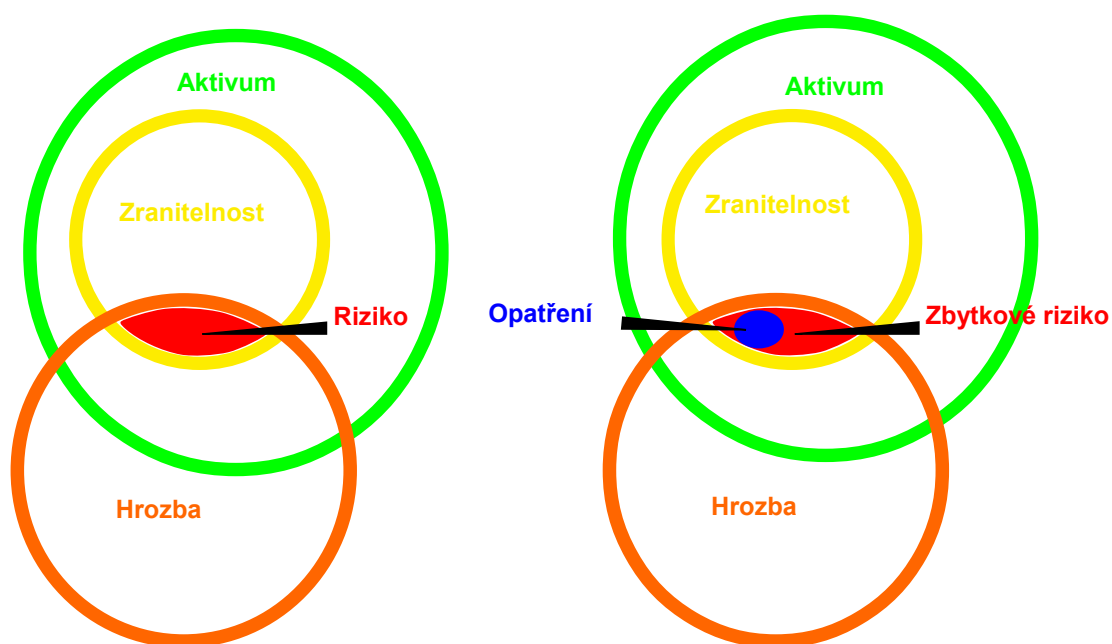 Aktivum
Zranitelnost
Riziko
Hrozba
Aktivum
Zranitelnost
Opatření
Zbytkové riziko
Hrozba